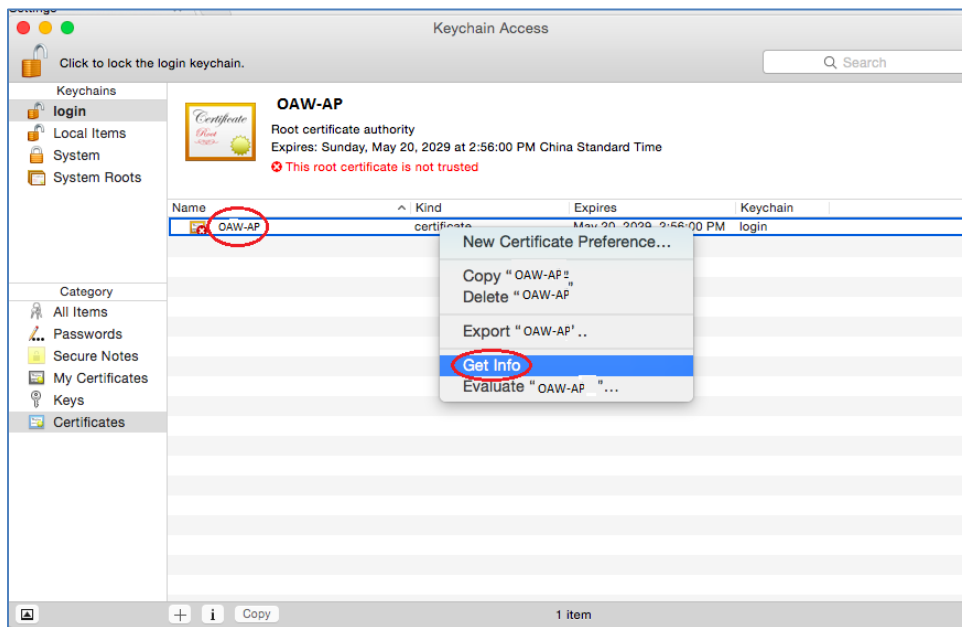 Keychain Access
Click to lock the login keychain.
Search
Keychains
login
Local Items
System
System Roots
Certificate
Root
OAW-AP
Root certificate authority
Expires: Sunday, May 20, 2029 at 2:56:00 PM China Standard Time
This root certificate is not trusted
Name Kind Expires Keychain
OAW-AP certificate May 20, 2029, 2:56:00 PM login
New Certificate Preference...
Copy "OAW-AP"
Delete "OAW-AP"
Export "OAW-AP'..
Get Info
Evaluate "OAW-AP "...
Category
All Items
Passwords
Secure Notes
My Certificates
Keys
Certificates
Copy
1 item